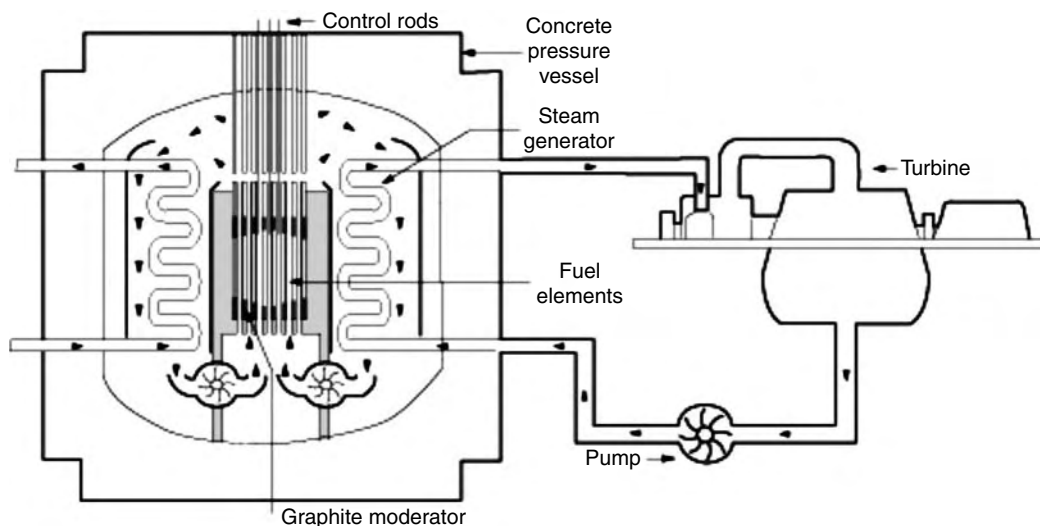 Control rods
Concrete
pressure
vessel
Steam
generator
Turbine
Fuel
elements
Pump
Graphite moderator